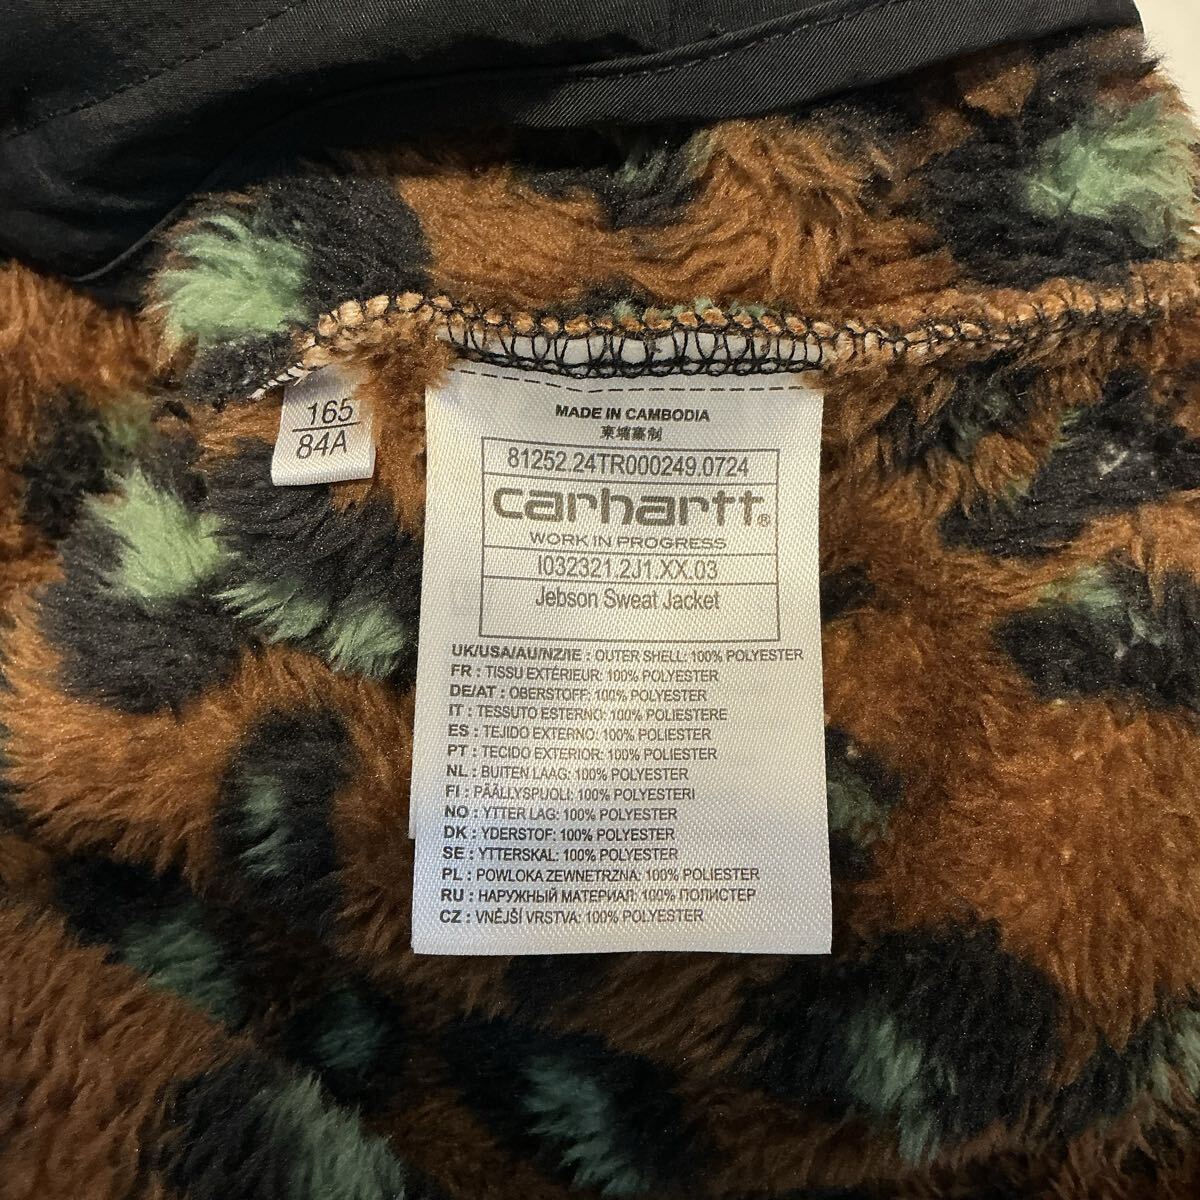 165
84A
MADE IN CAMBODIA
柬埔寨制
81252.24TR000249.0724
carhartt®
WORK IN PROGRESS
I032321.2J1.XX.03
Jebson Sweat Jacket
UK/USA/AU/NZ/IE : OUTER SHELL: 100% POLYESTER
FR : TISSU EXTÉRIEUR: 100% POLYESTER
DE/AT : OBERSTOFF: 100% POLYESTER
IT : TESSUTO ESTERNO: 100% POLIESTERE
ES : TEJIDO EXTERNO: 100% POLIESTER
PT : TECIDO EXTERIOR: 100% POLIESTER
NL : BUITEN LAAG: 100% POLYESTER
FI : PÄÄLLYSPUOLI: 100% POLYESTERI
NO : YTTER LAG: 100% POLYESTER
DK : YDERSTOF: 100% POLYESTER
SE : YTTERSKAL: 100% POLYESTER
PL : POWLOKA ZEWNETRZNA: 100% POLIESTER
RU : НАРУЖНЫЙ МАТЕРИАЛ: 100% ПОЛИСТЕР
CZ : VNĚJŠÍ VRSTVA: 100% POLYESTER